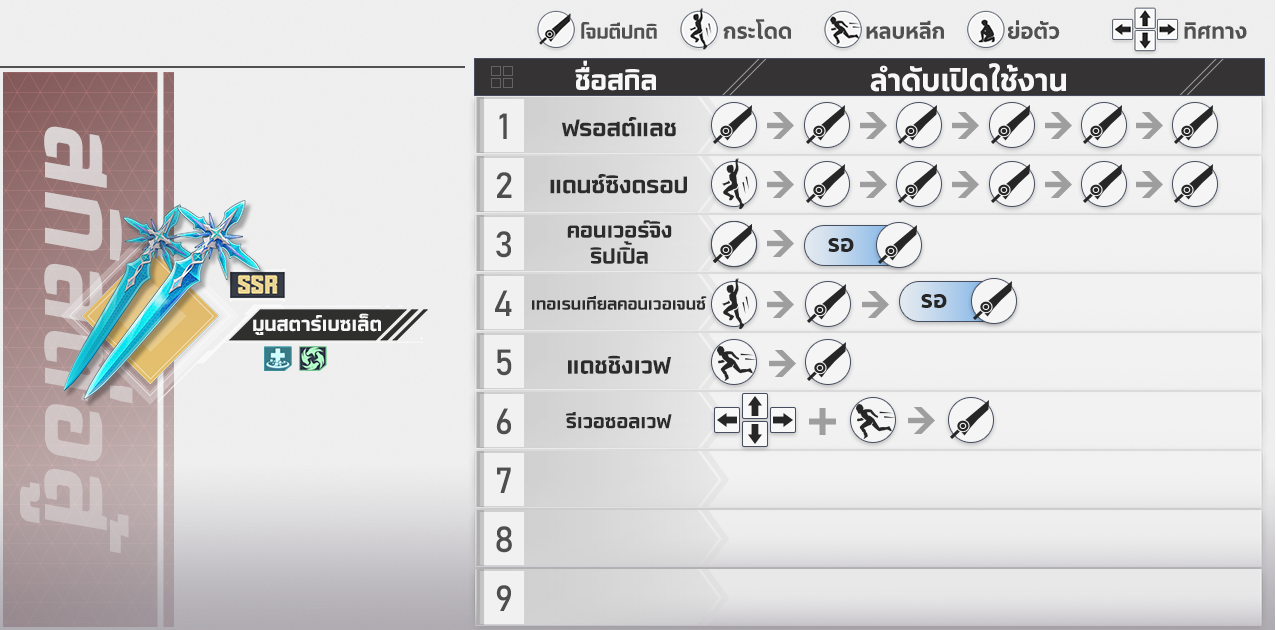 โจมตีปกติ กระโดด หลบหลีก ย่อตัว ทิศทาง
ชื่อสกิล ลำดับเปิดใช้งาน
สกิลต่อสู้
SSR
มูนสตาร์เบซเล็ต
1 ฟรอสต์แลช
2 แดนซ์ซิงดรอป
3 คอนเวอร์จิง
ริปเปิ้ล รอ
4 เทอเรนเทียลคอนเวอเจนซ์ รอ
5 แดชชิงเวฟ
6 รีเวอซอลเวฟ
7
8
9